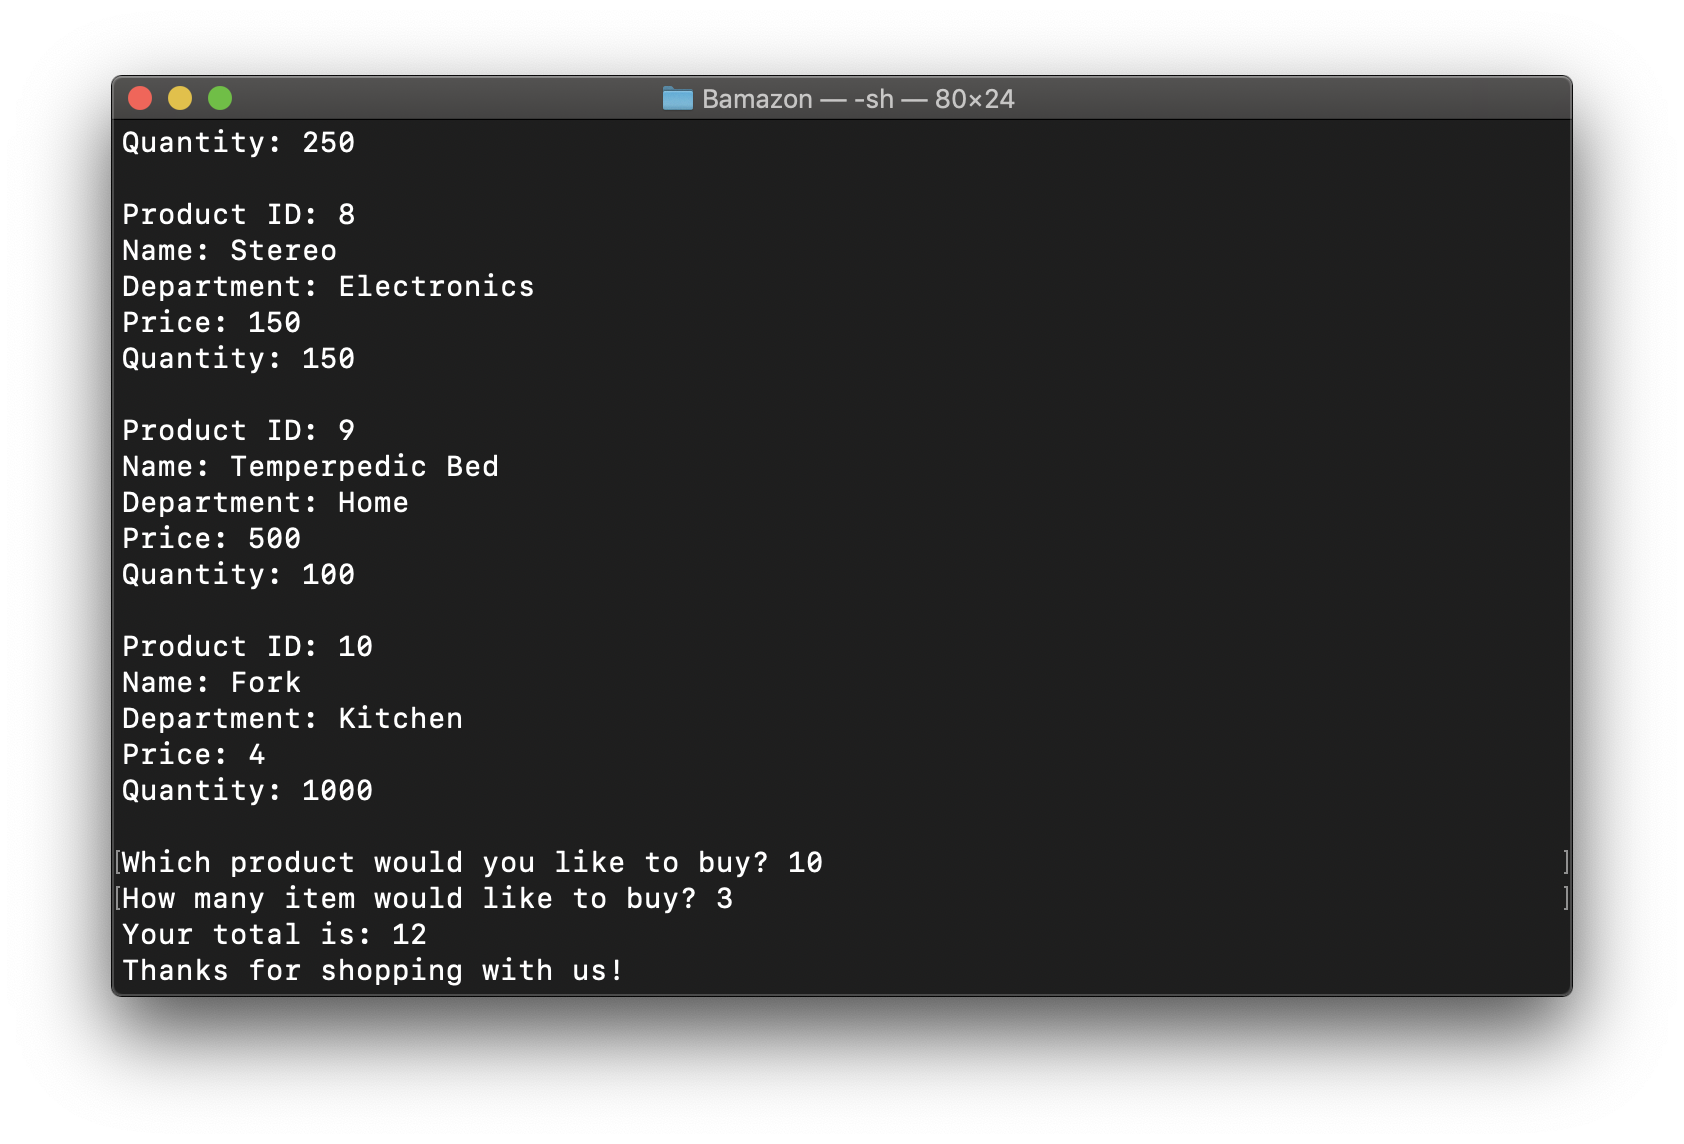 Bamazon — -sh — 80×24
Quantity: 250
Product ID: 8
Name: Stereo
Department: Electronics
Price: 150
Quantity: 150
Product ID: 9
Name: Temperpedic Bed
Department: Home
Price: 500
Quantity: 100
Product ID: 10
Name: Fork
Department: Kitchen
Price: 4
Quantity: 1000
[Which product would you like to buy? 10 ]
[How many item would like to buy? 3 ]
Your total is: 12
Thanks for shopping with us!